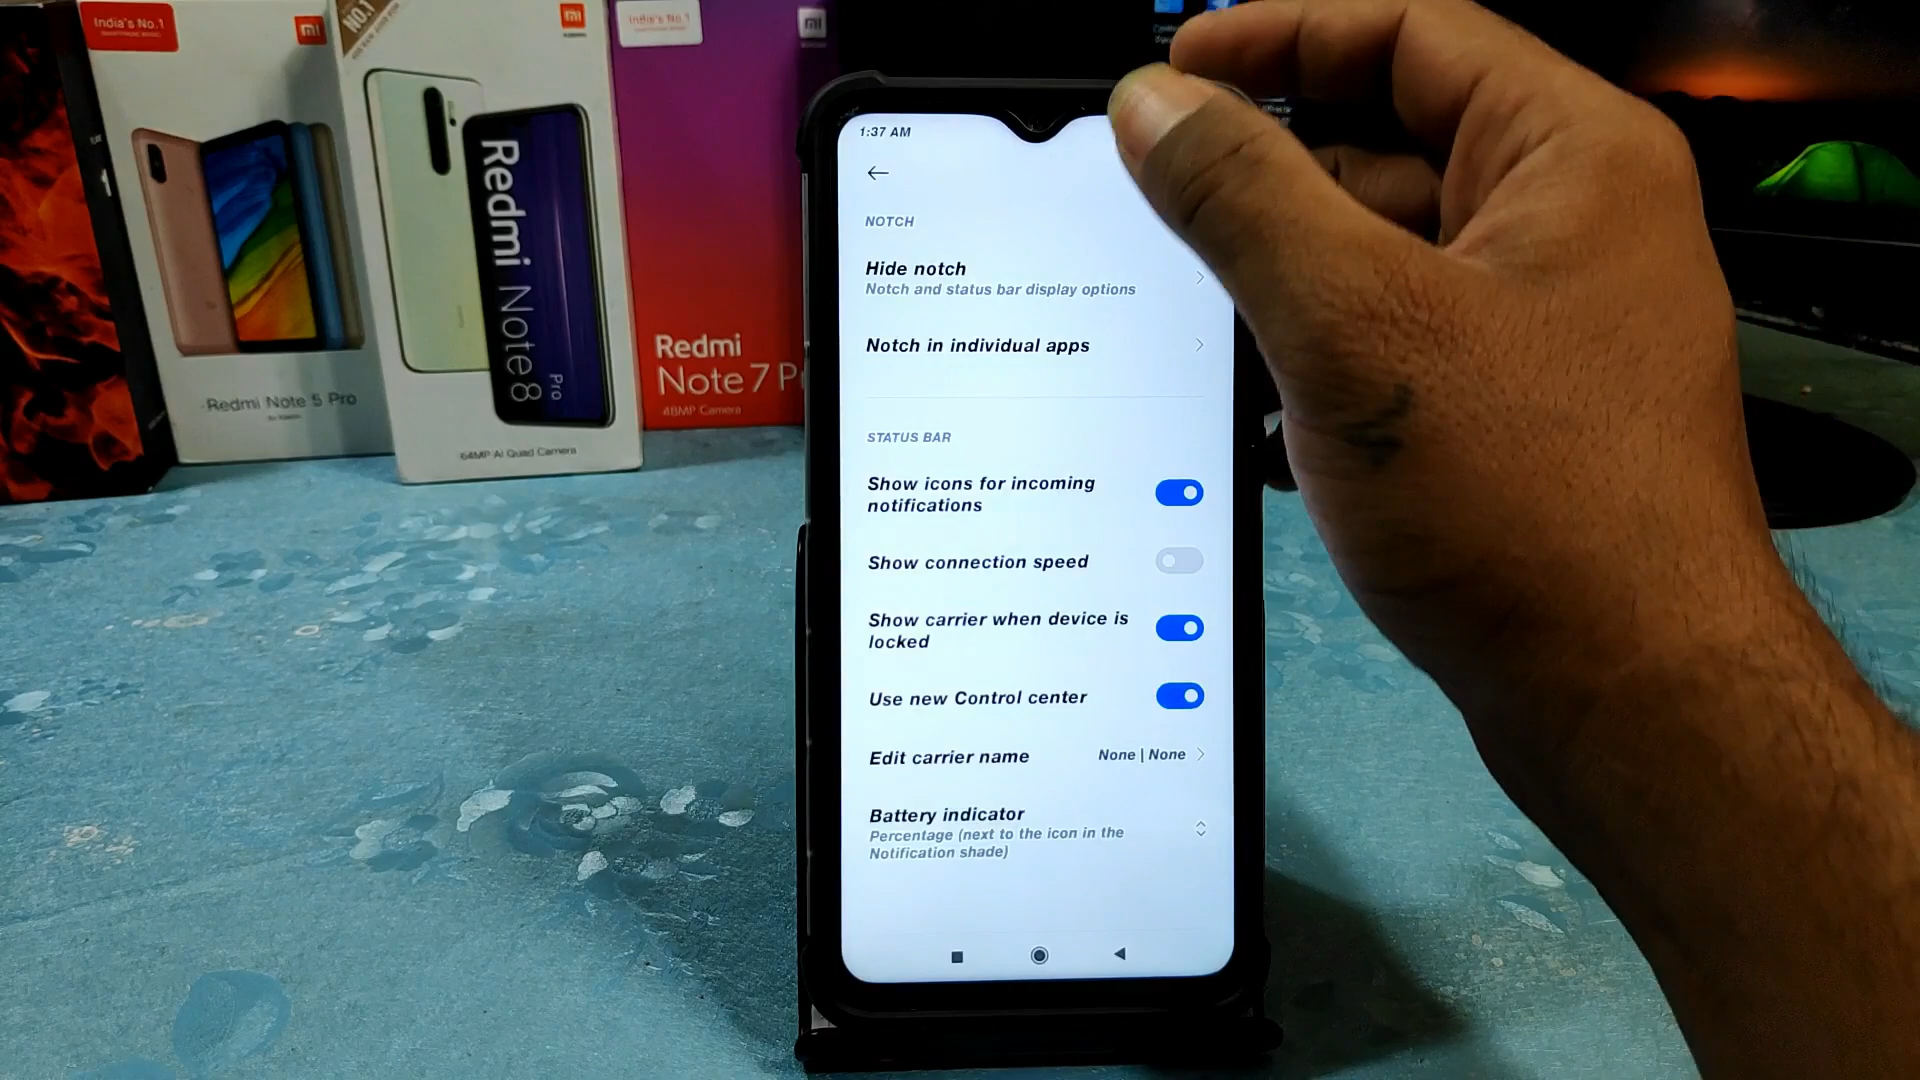 India's No.1
mi
Redmi Note 5 Pro
NO.1
mi
Redmi Note 8 Pro
64MP AI Quad Camera
India's No.1
mi
Redmi
Note 7 P
48MP Camera
1:37 AM
NOTCH
Hide notch
Notch and status bar display options
Notch in individual apps
STATUS BAR
Show icons for incoming
notifications
Show connection speed
Show carrier when device is
locked
Use new Control center
Edit carrier name None | None
Battery indicator
Percentage (next to the icon in the
Notification shade)